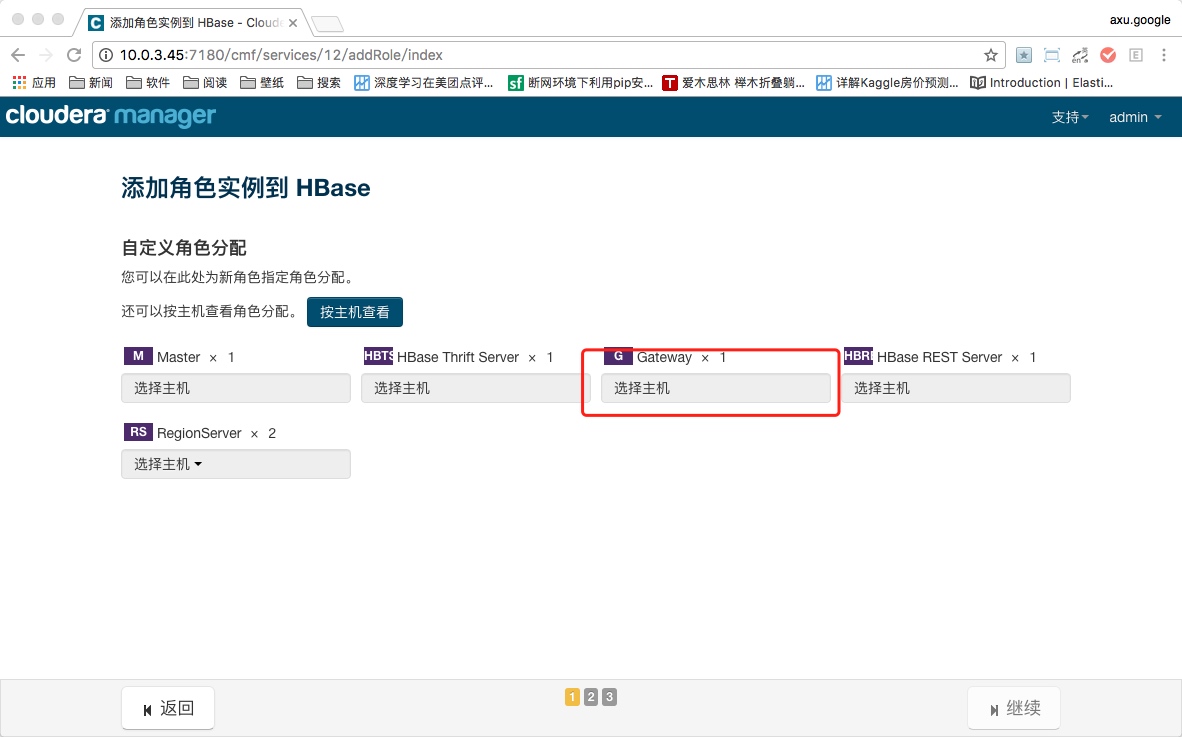 添加角色实例到 HBase - Cloude
axu.google
10.0.3.45:7180/cmf/services/12/addRole/index
应用 新闻 软件 阅读 壁纸 搜索 深度学习在美团点评... 断网环境下利用pip安... 爱木思林 榉木折叠躺... 详解Kaggle房价预测... Introduction | Elasti...
cloudera manager 支持 admin
添加角色实例到 HBase
自定义角色分配
您可以在此处为新角色指定角色分配。
还可以按主机查看角色分配。 按主机查看
M Master × 1 HBTS HBase Thrift Server × 1 G Gateway × 1 HBRE HBase REST Server × 1
选择主机 选择主机 选择主机 选择主机
RS RegionServer × 2
选择主机
返回 1 2 3 继续